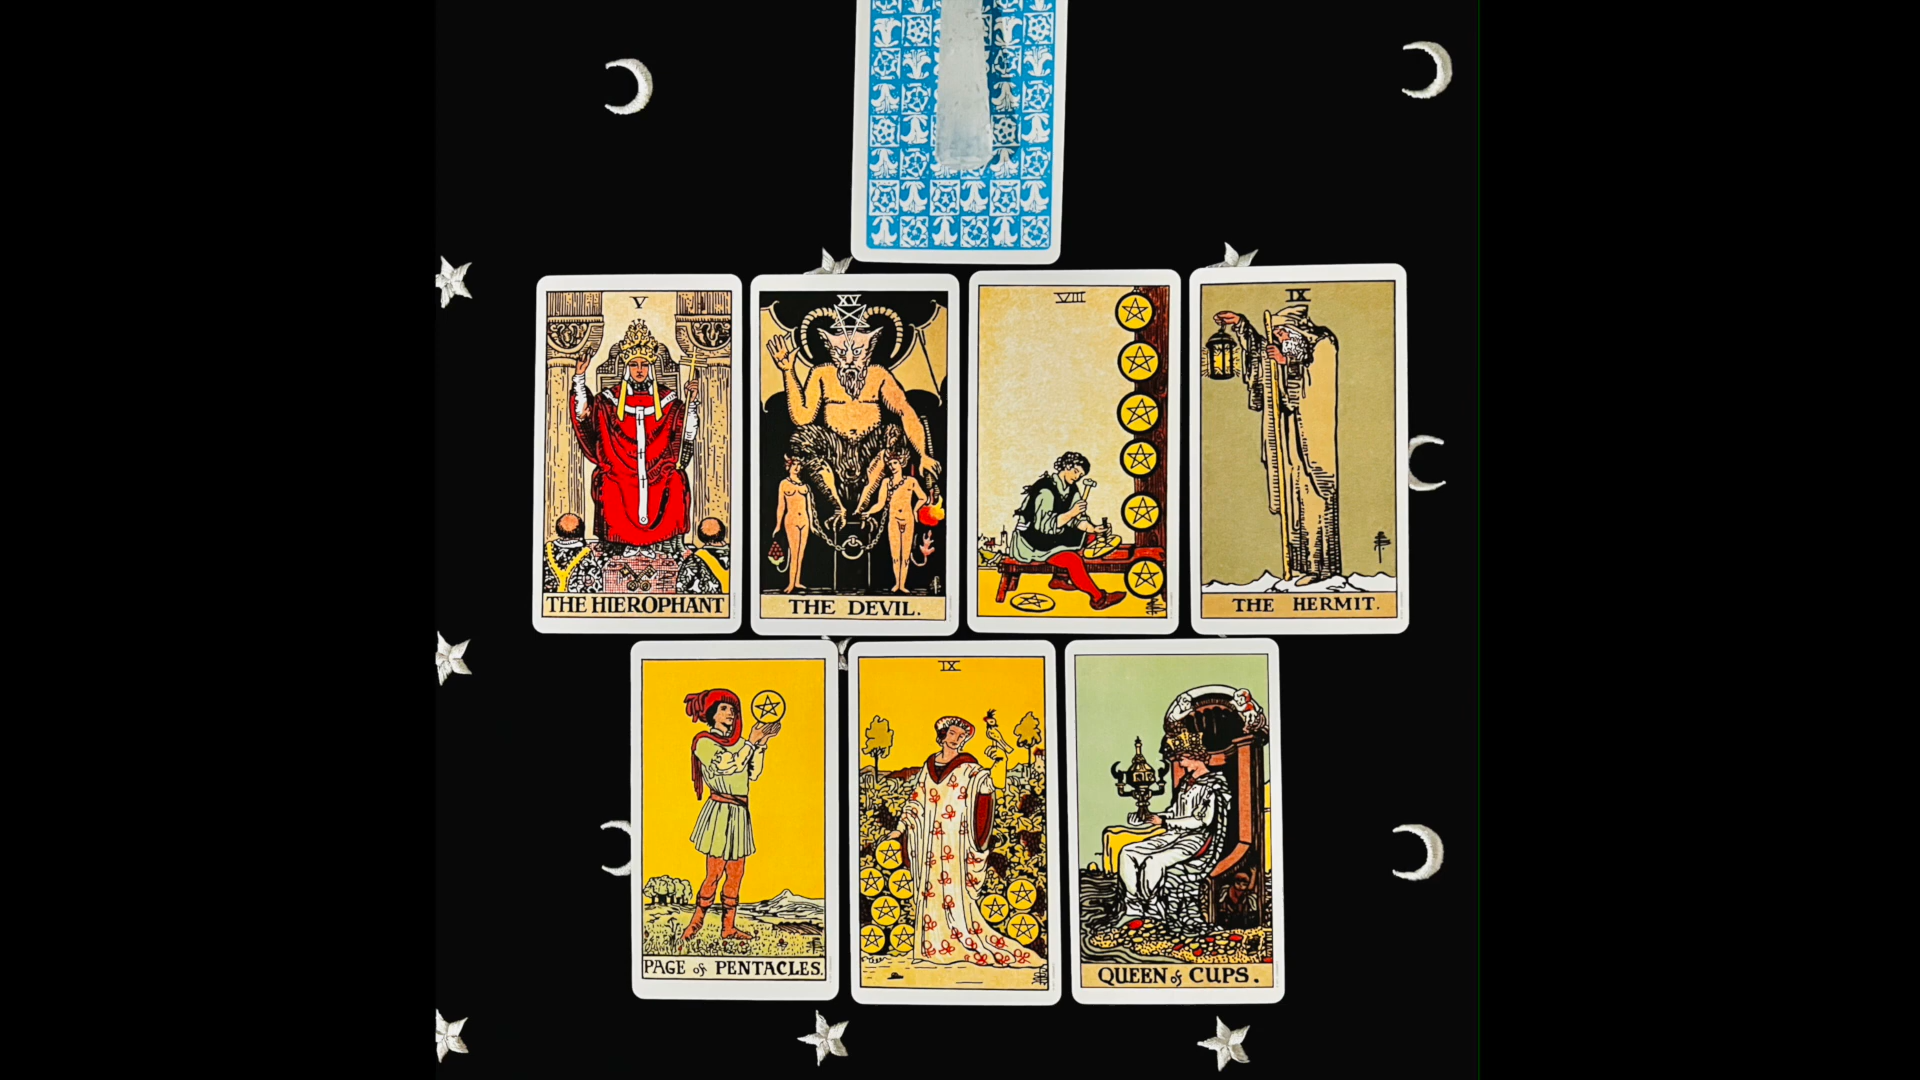 V
XV
VIII
IX
THE HIEROPHANT
THE DEVIL.
THE HERMIT.
IX
PAGE of PENTACLES.
QUEEN of CUPS.